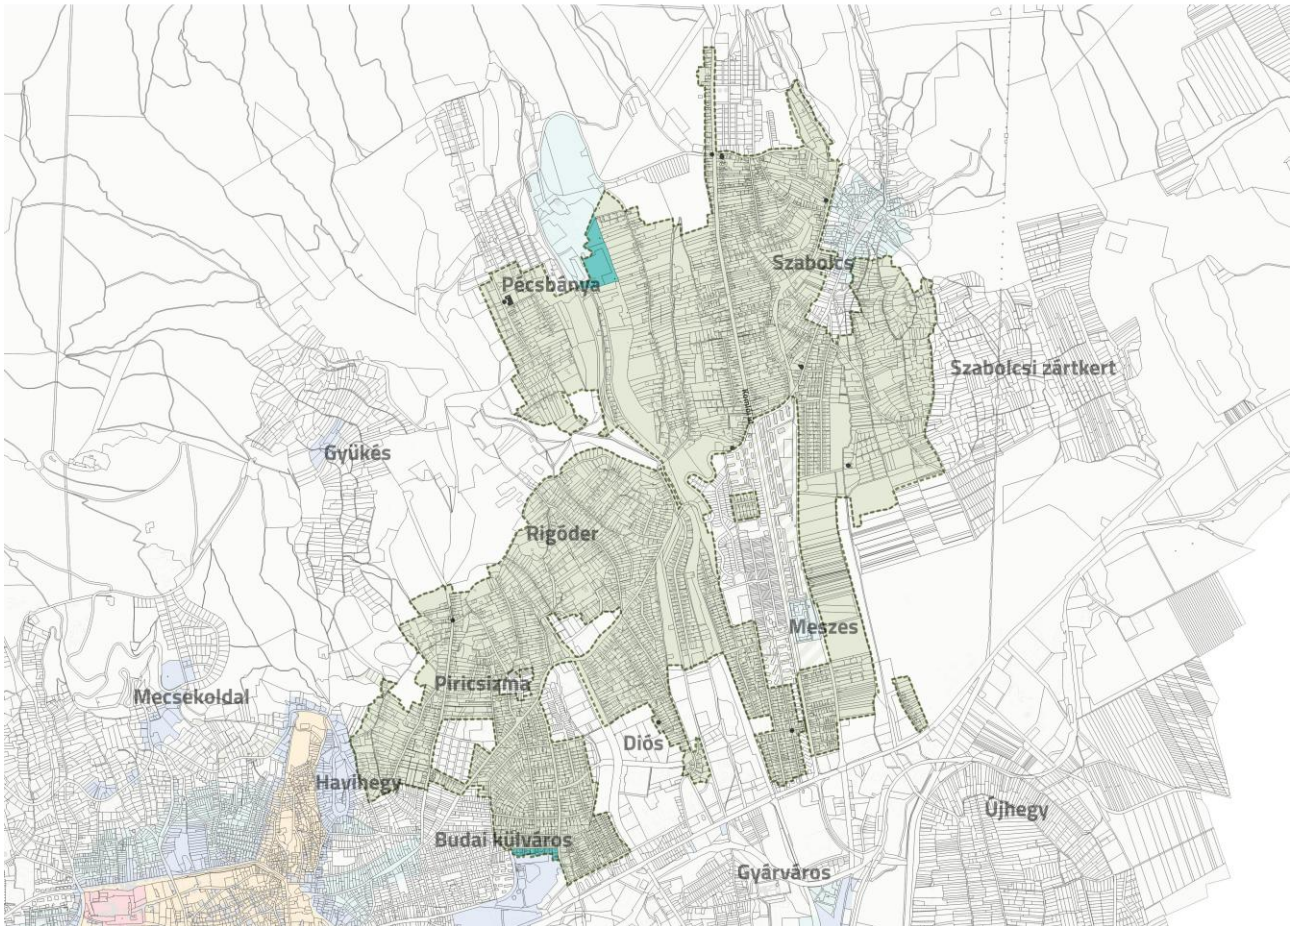 Szabolcs
Pécsbánya
Szabolcsi zártkert
Gyükés
Rigóder
Meszes
Piricsizma
Mecsekoldal
Diós
Havihegy
Újhegy
Budai külváros
Gyárváros